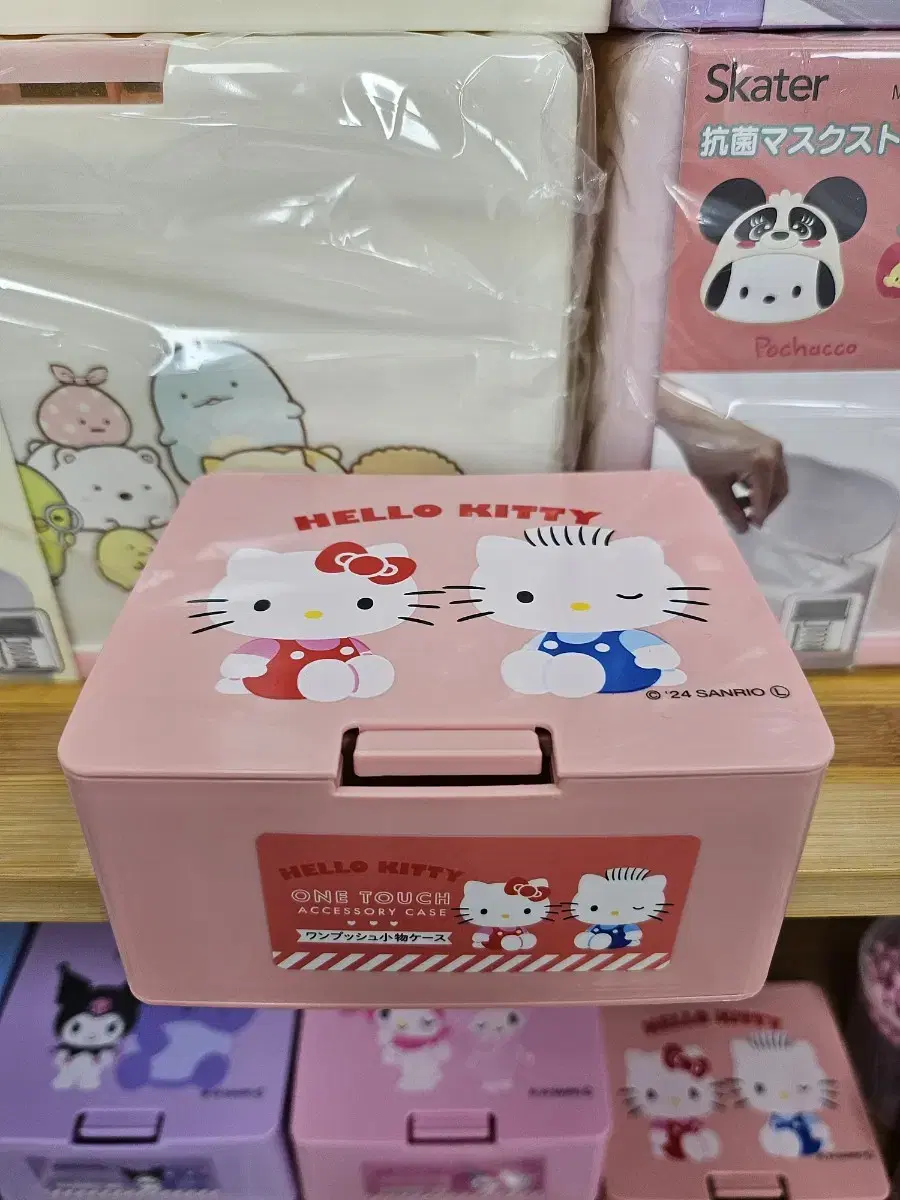 Skater
抗菌マスクスト
Pochacco
HELLO KITTY
© '24 SANRIO Ⓛ
HELLO KITTY
ONE TOUCH
ACCESSORY CASE
ワンプッシュ小物ケース
HELLO KITTY